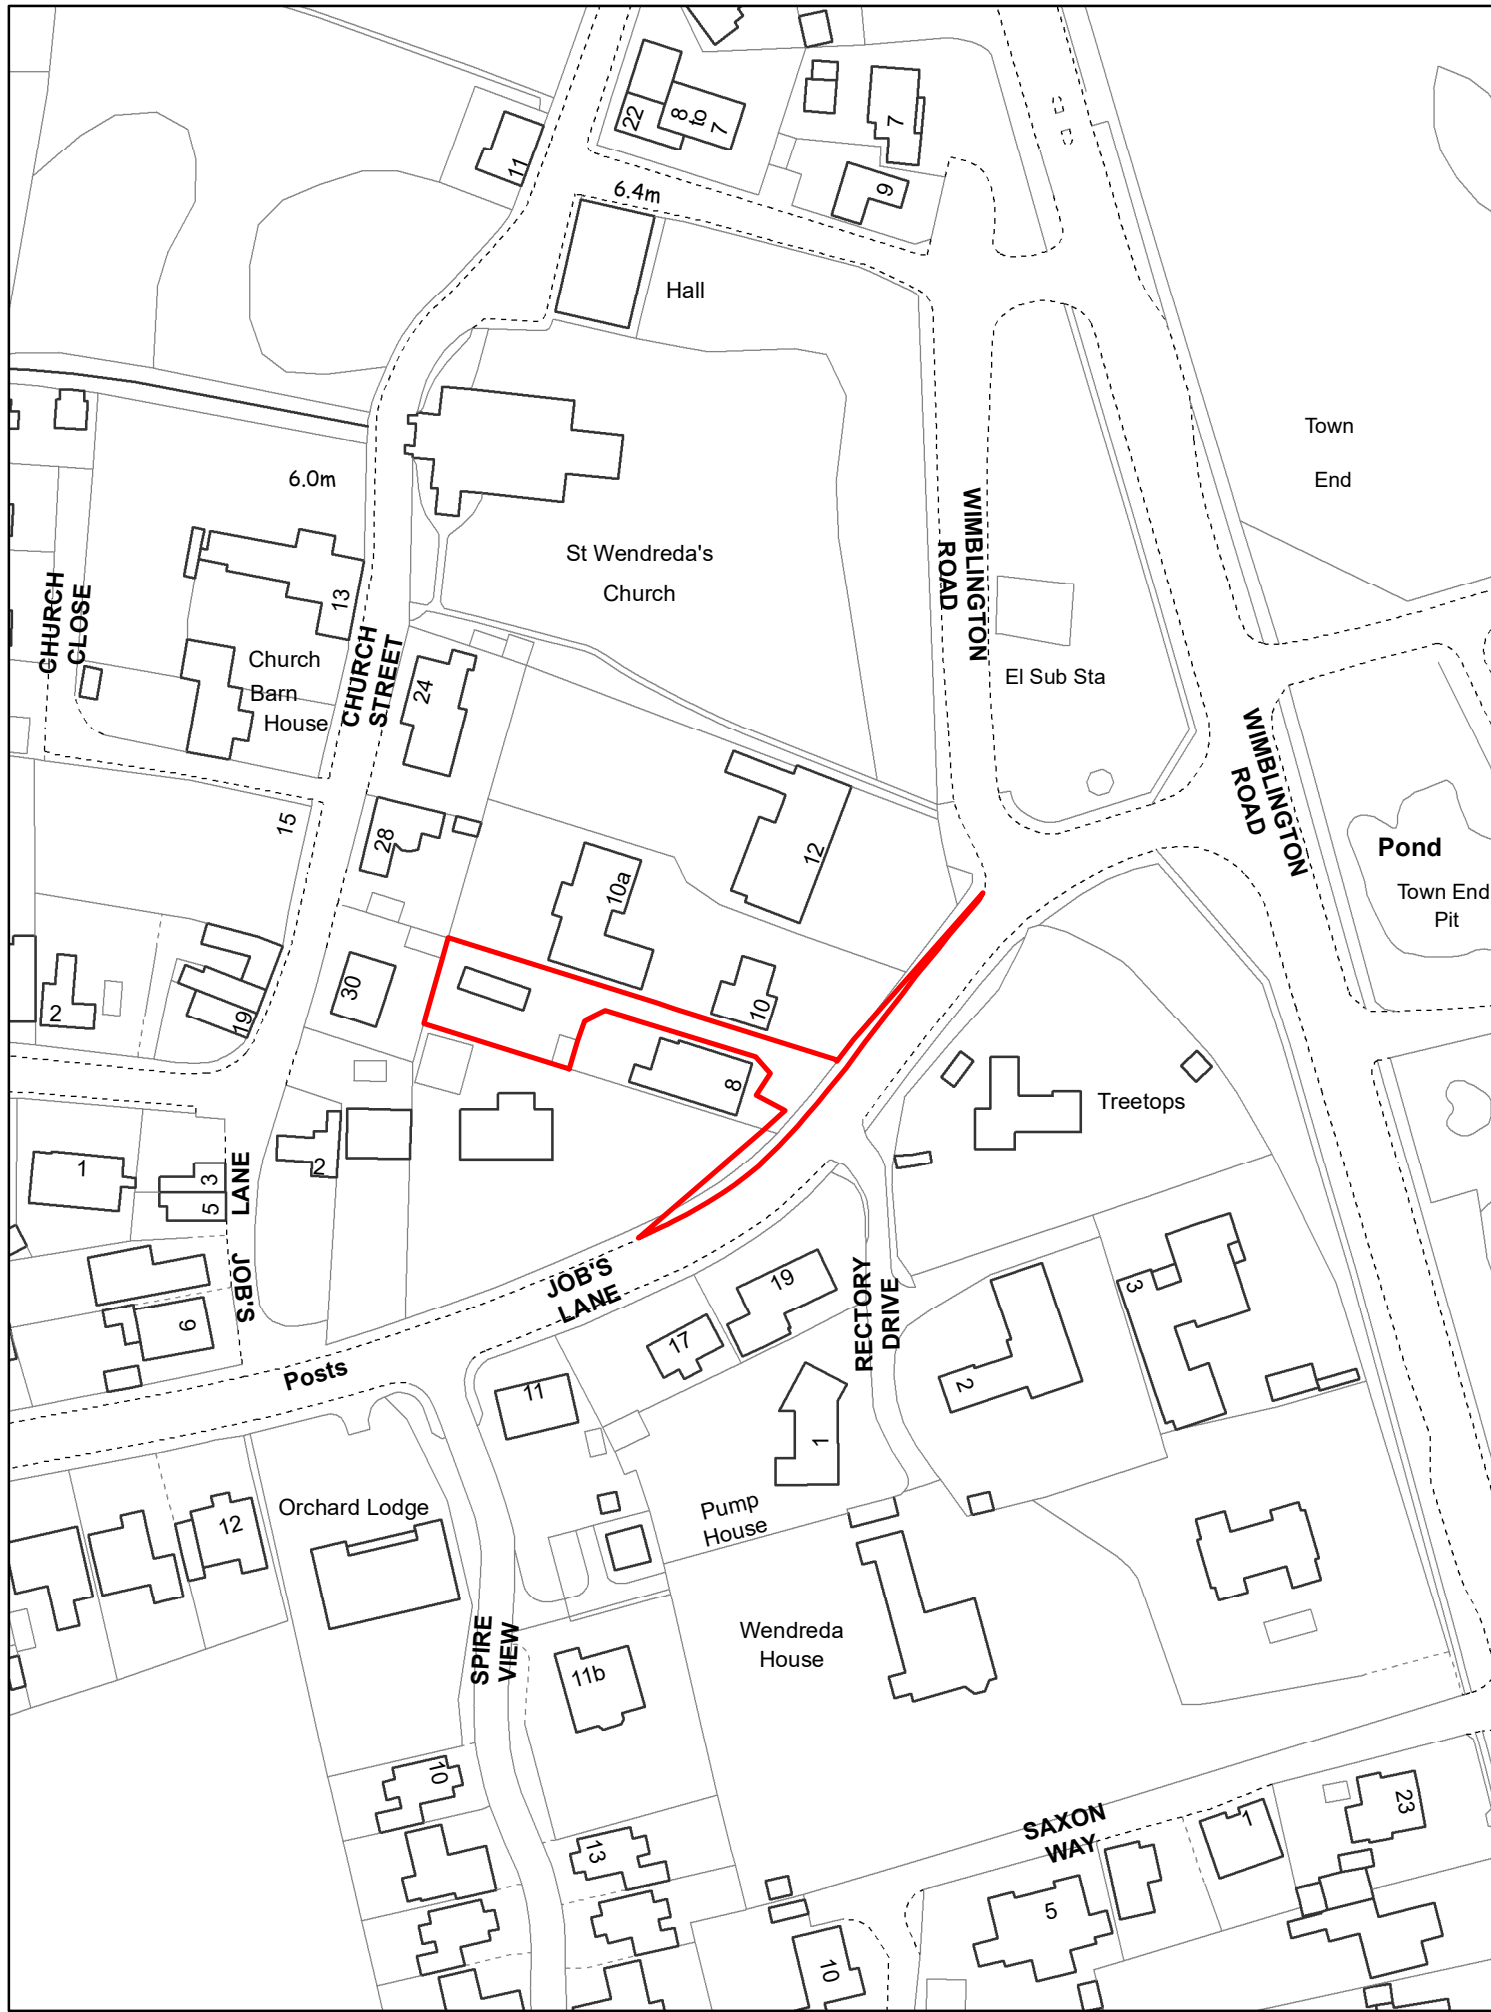 22
8
to
7
7
11
9
6.4m
Hall
Town
End
6.0m
WIMBLINGTON
ROAD
St Wendreda's
Church
CHURCH
CLOSE
13
CHURCH
STREET
Church
Barn
House
24
El Sub Sta
WIMBLINGTON
ROAD
15
28
12
Pond
Town End
Pit
10a
30
10
2
19
8
Treetops
1
3
5
LANE
JOB'S
2
6
JOB'S
LANE
RECTORY
DRIVE
19
17
3
2
Posts
11
1
Orchard Lodge
12
Pump
House
SPIRE
VIEW
Wendreda
House
11b
10
13
SAXON
WAY
1
23
5
10